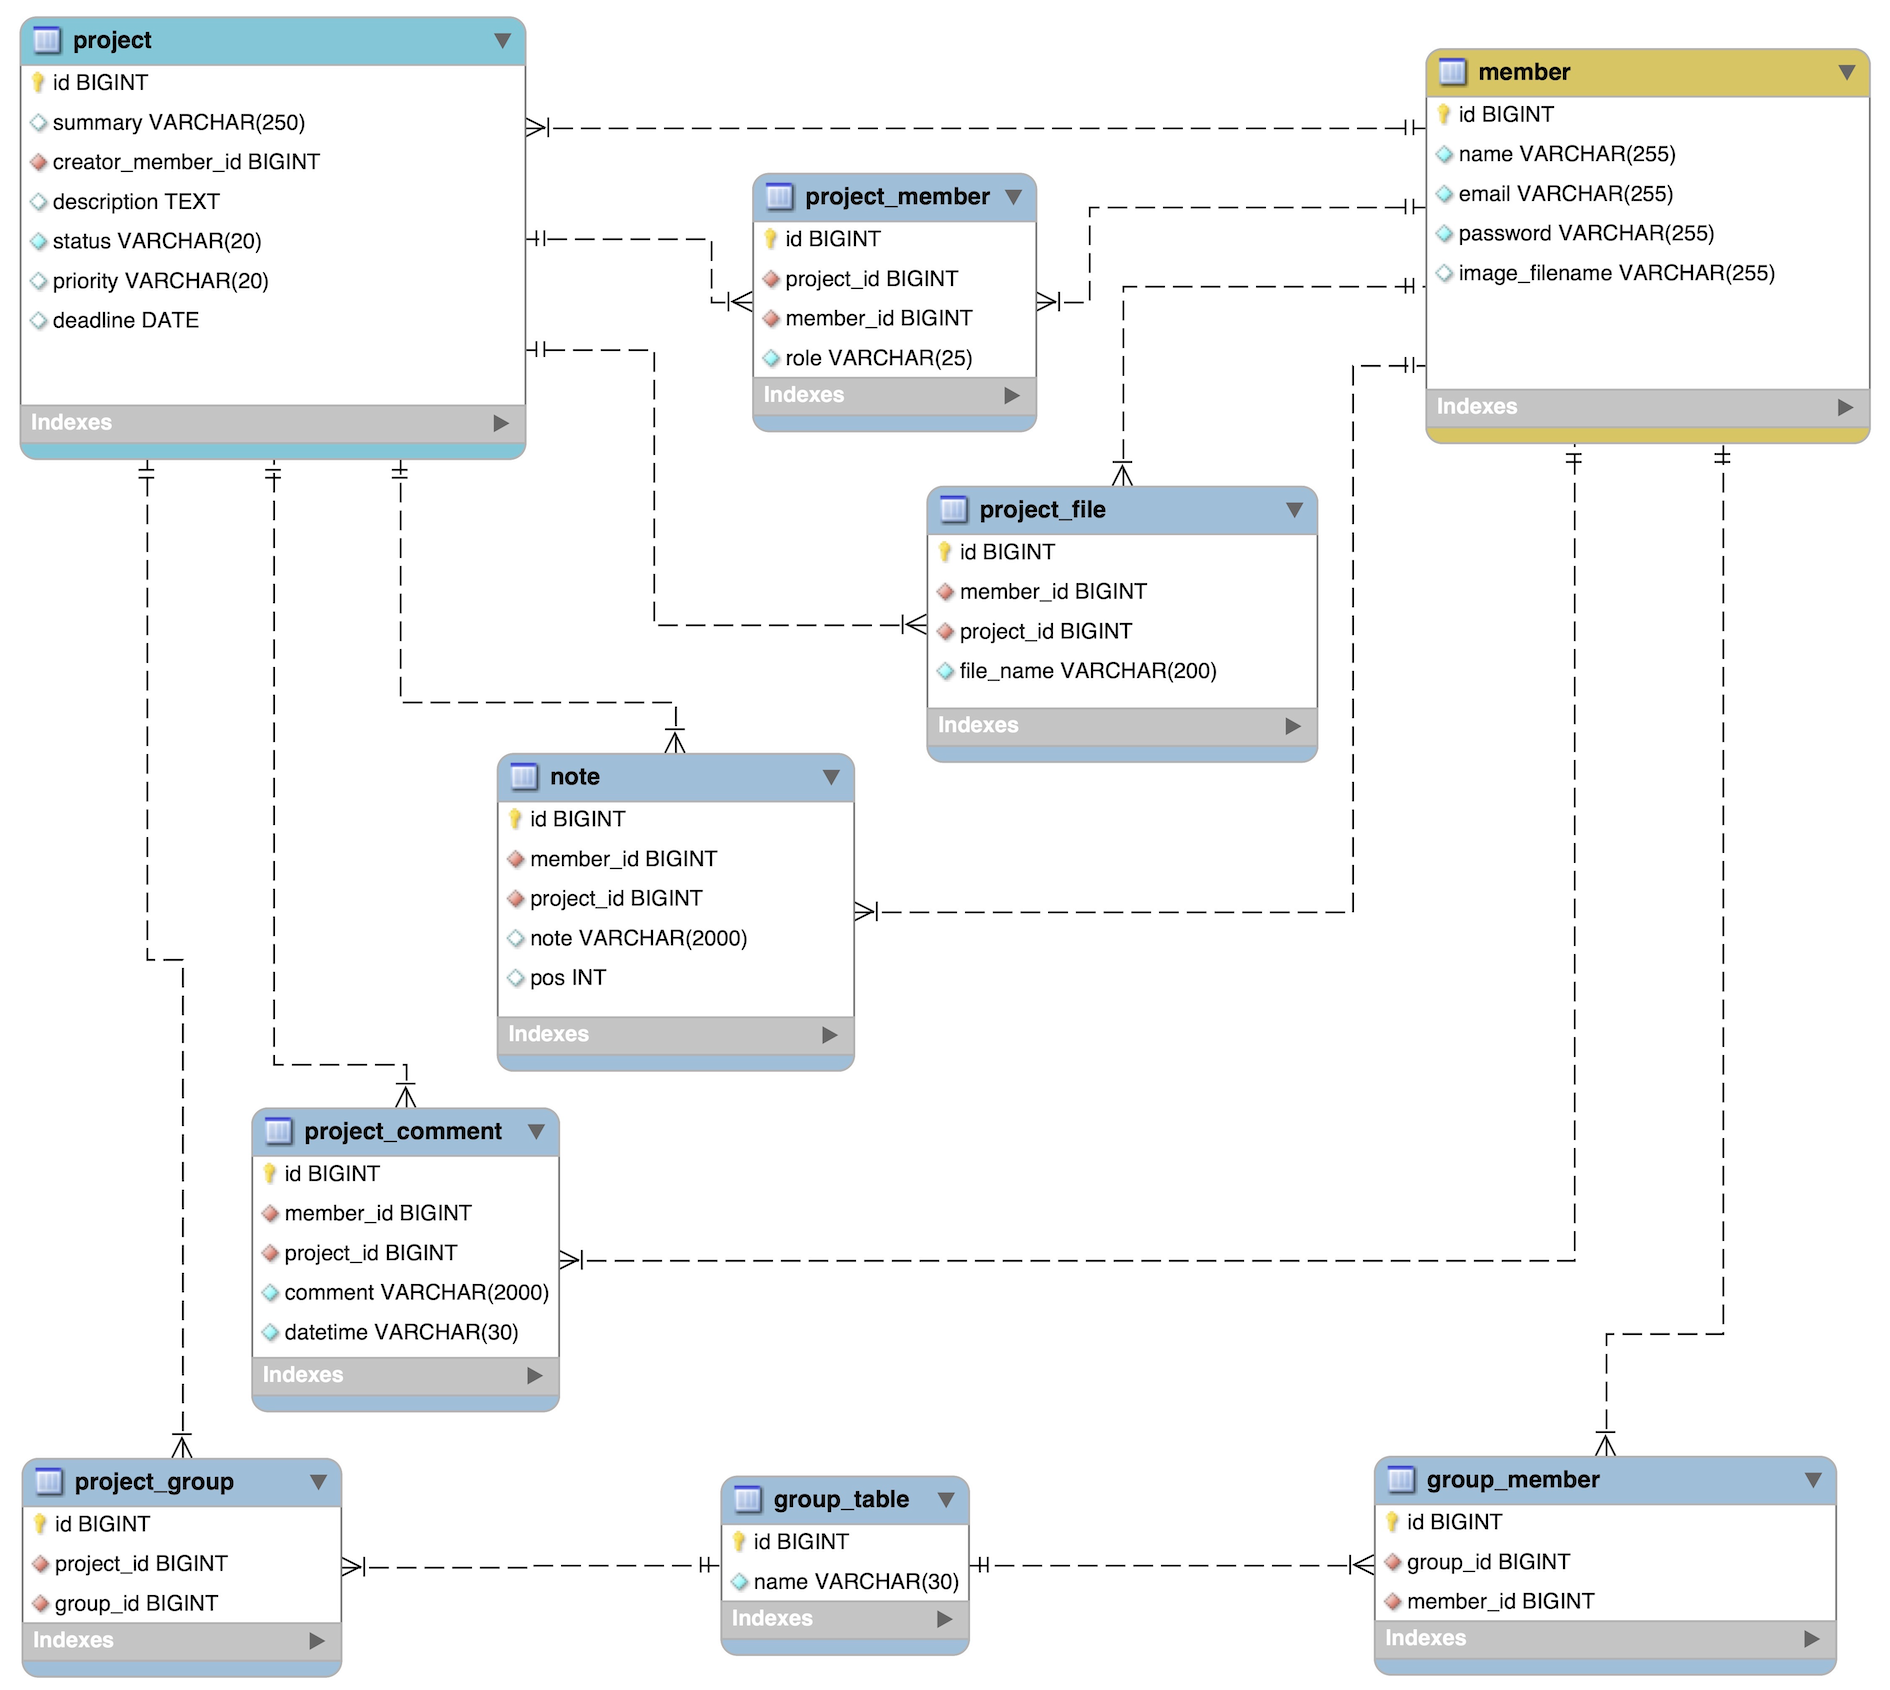 project
id BIGINT
summary VARCHAR(250)
creator_member_id BIGINT
description TEXT
status VARCHAR(20)
priority VARCHAR(20)
deadline DATE
Indexes
member
id BIGINT
name VARCHAR(255)
email VARCHAR(255)
password VARCHAR(255)
image_filename VARCHAR(255)
Indexes
project_member
id BIGINT
project_id BIGINT
member_id BIGINT
role VARCHAR(25)
Indexes
project_file
id BIGINT
member_id BIGINT
project_id BIGINT
file_name VARCHAR(200)
Indexes
note
id BIGINT
member_id BIGINT
project_id BIGINT
note VARCHAR(2000)
pos INT
Indexes
project_comment
id BIGINT
member_id BIGINT
project_id BIGINT
comment VARCHAR(2000)
datetime VARCHAR(30)
Indexes
project_group
id BIGINT
project_id BIGINT
group_id BIGINT
Indexes
group_table
id BIGINT
name VARCHAR(30)
Indexes
group_member
id BIGINT
group_id BIGINT
member_id BIGINT
Indexes